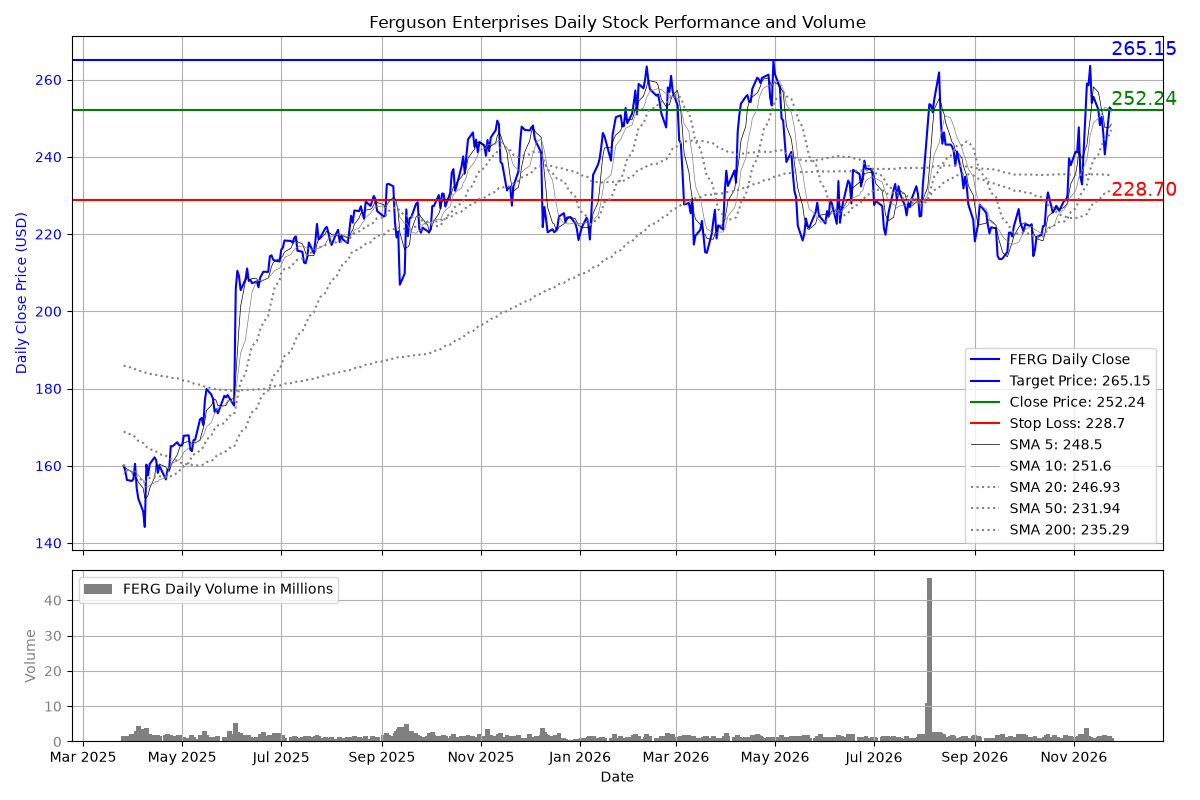 Ferguson Enterprises Daily Stock Performance and Volume
265.15
260
252.24
240
228.70
220
200
180
160
140
Daily Close Price (USD)
FERG Daily Close
Target Price: 265.15
Close Price: 252.24
Stop Loss: 228.7
SMA 5: 248.5
SMA 10: 251.6
SMA 20: 246.93
SMA 50: 231.94
SMA 200: 235.29
FERG Daily Volume in Millions
40
30
20
10
0
Volume
Mar 2025 May 2025 Jul 2025 Sep 2025 Nov 2025 Jan 2026 Mar 2026 May 2026 Jul 2026 Sep 2026 Nov 2026
Date